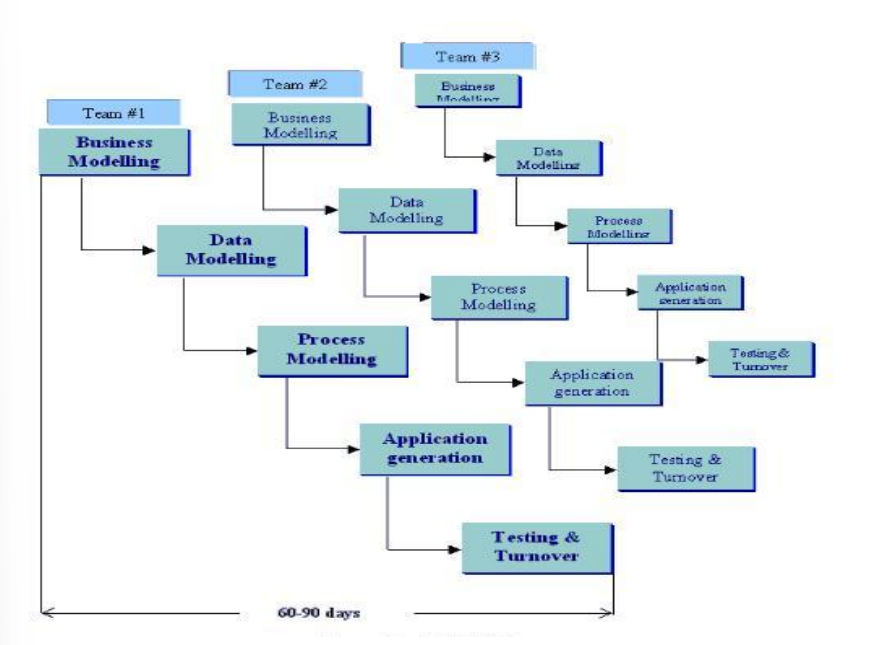 Team #1
Business
Modelling
Data
Modelling
Process
Modelling
Application
generation
Testing &
Turnover
Team #2
Business
Modelling
Data
Modelling
Process
Modelling
Application
generation
Testing &
Turnover
Team #3
Business
Modelling
Data
Modelling
Process
Modelling
Application
generation
Testing &
Turnover
60-90 days